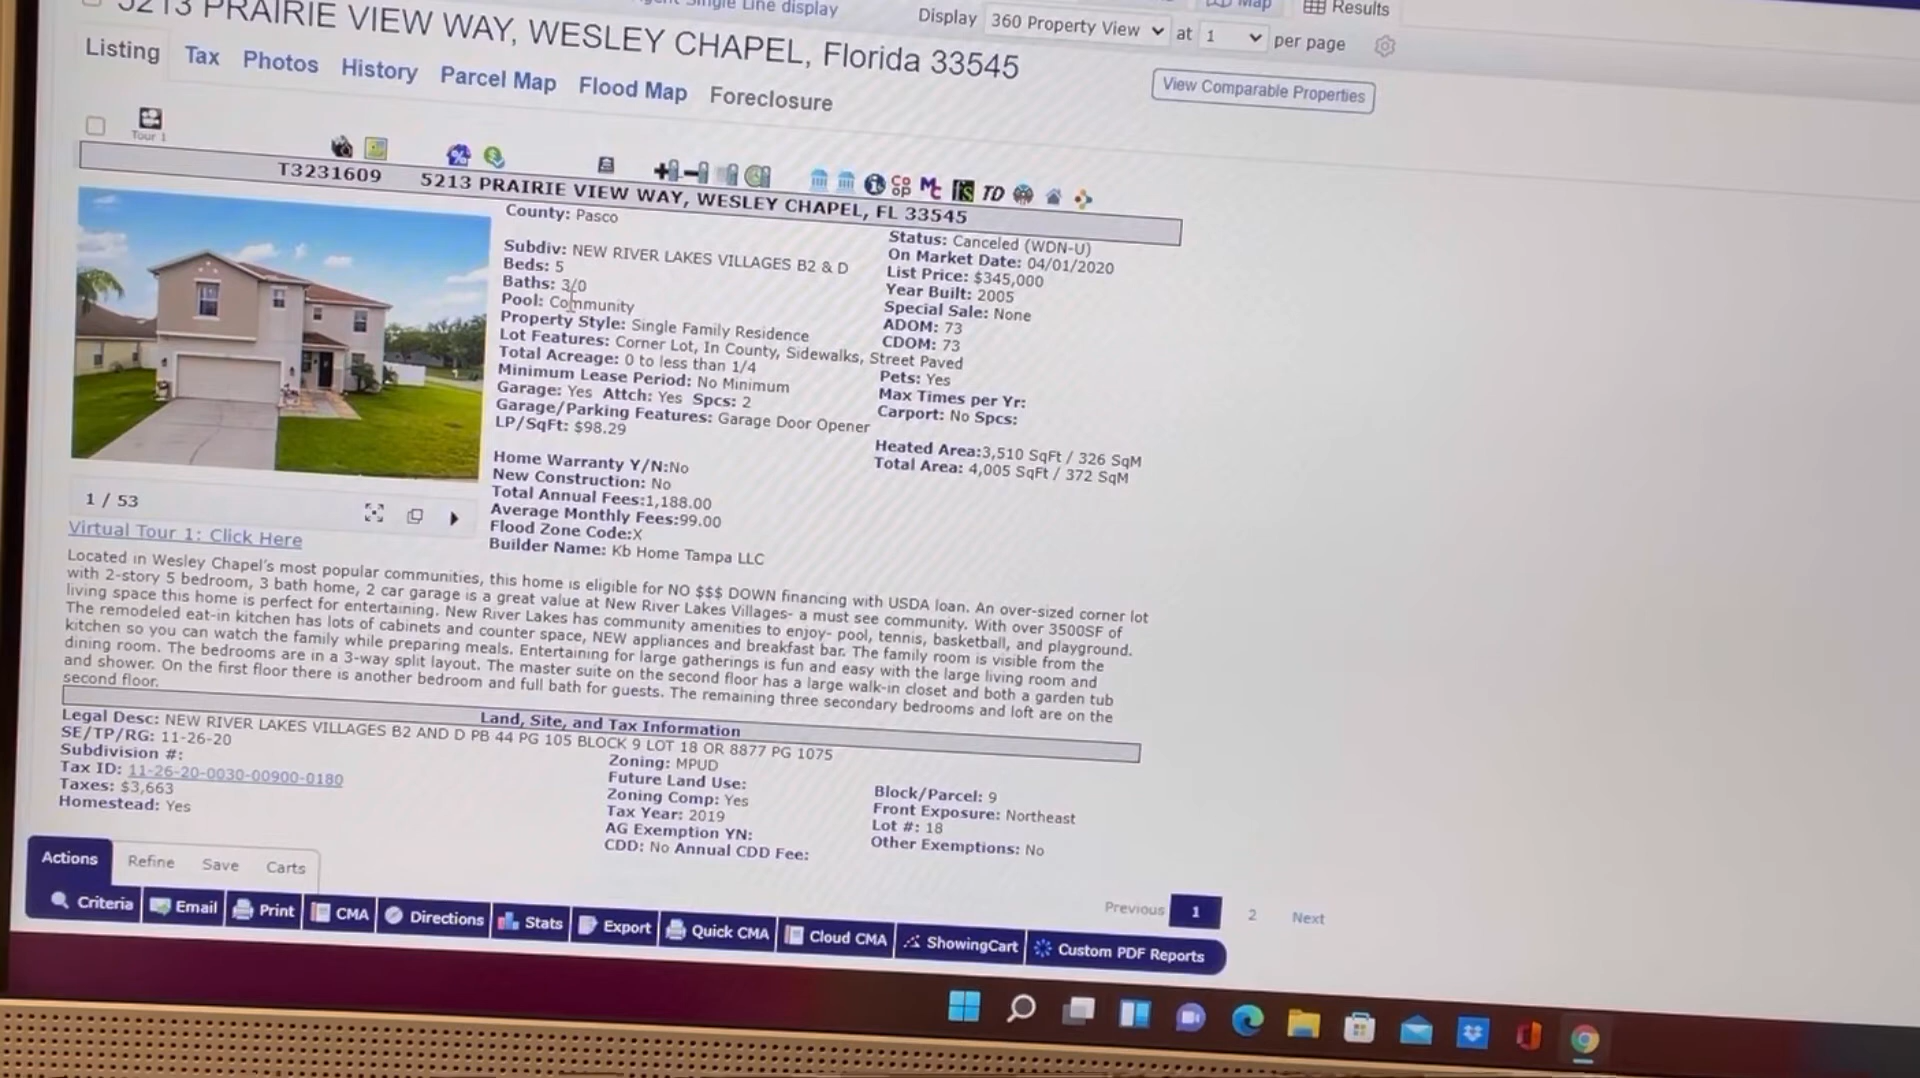 Single Line display
Map
Results
5213 PRAIRIE VIEW WAY, WESLEY CHAPEL, Florida 33545
Display 360 Property View at 1 per page
Listing Tax Photos History Parcel Map Flood Map Foreclosure
View Comparable Properties
Tour 1
T3231609 5213 PRAIRIE VIEW WAY, WESLEY CHAPEL, FL 33545
County: Pasco
Subdiv: NEW RIVER LAKES VILLAGES B2 & D
Beds: 5
Baths: 3/0
Pool: Community
Property Style: Single Family Residence
Lot Features: Corner Lot, In County, Sidewalks, Street Paved
Total Acreage: 0 to less than 1/4
Minimum Lease Period: No Minimum
Garage: Yes Attch: Yes Spcs: 2
Garage/Parking Features: Garage Door Opener
LP/SqFt: $98.29
Home Warranty Y/N:No
New Construction: No
Total Annual Fees:1,188.00
Average Monthly Fees:99.00
Flood Zone Code:X
Builder Name: Kb Home Tampa LLC
Status: Canceled (WDN-U)
On Market Date: 04/01/2020
List Price: $345,000
Year Built: 2005
Special Sale: None
ADOM: 73
CDOM: 73
Pets: Yes
Max Times per Yr:
Carport: No Spcs:
Heated Area:3,510 SqFt / 326 SqM
Total Area: 4,005 SqFt / 372 SqM
1 / 53
Virtual Tour 1: Click Here
Located in Wesley Chapel's most popular communities, this home is eligible for NO $$$ DOWN financing with USDA loan. An over-sized corner lot
with 2-story 5 bedroom, 3 bath home, 2 car garage is a great value at New River Lakes Villages- a must see community. With over 3500SF of
living space this home is perfect for entertaining. New River Lakes has community amenities to enjoy- pool, tennis, basketball, and playground.
The remodeled eat-in kitchen has lots of cabinets and counter space, NEW appliances and breakfast bar. The family room is visible from the
kitchen so you can watch the family while preparing meals. Entertaining for large gatherings is fun and easy with the large living room and
dining room. The bedrooms are in a 3-way split layout. The master suite on the second floor has a large walk-in closet and both a garden tub
and shower. On the first floor there is another bedroom and full bath for guests. The remaining three secondary bedrooms and loft are on the
second floor.
Land, Site, and Tax Information
Legal Desc: NEW RIVER LAKES VILLAGES B2 AND D PB 44 PG 105 BLOCK 9 LOT 18 OR 8877 PG 1075
SE/TP/RG: 11-26-20
Subdivision #:
Tax ID: 11-26-20-0030-00900-0180
Taxes: $3,663
Homestead: Yes
Zoning: MPUD
Future Land Use:
Zoning Comp: Yes
Tax Year: 2019
AG Exemption YN:
CDD: No Annual CDD Fee:
Block/Parcel: 9
Front Exposure: Northeast
Lot #: 18
Other Exemptions: No
Actions Refine Save Carts
Criteria Email Print CMA Directions Stats Export Quick CMA Cloud CMA ShowingCart Custom PDF Reports
Previous 1 2 Next